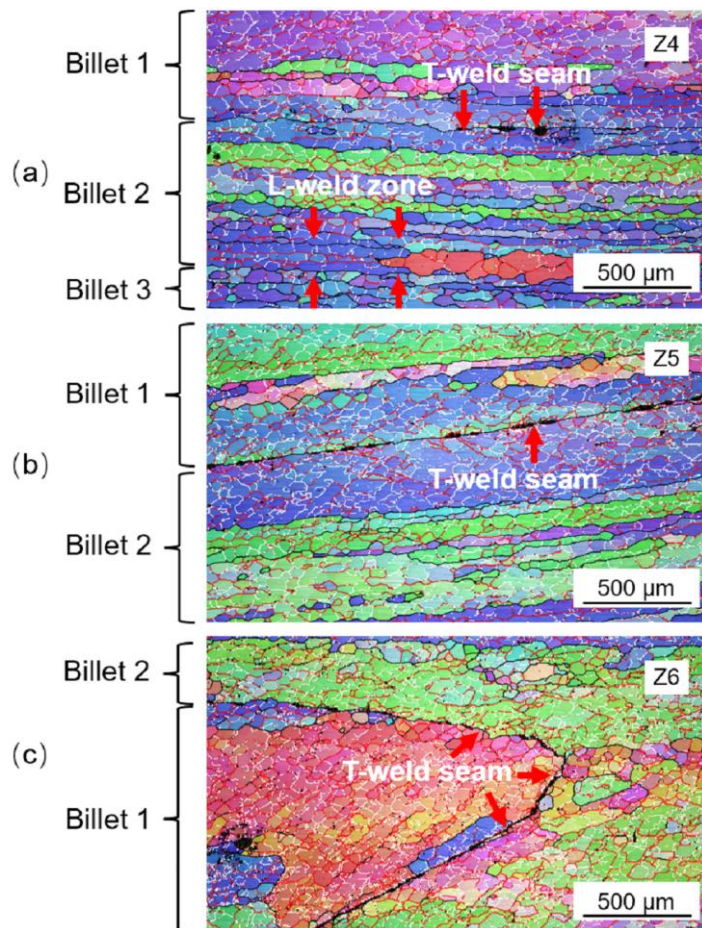 (a)
Billet 1
Billet 2
Billet 3
Z4
T-weld seam
L-weld zone
500 μm
(b)
Billet 1
Billet 2
Z5
T-weld seam
500 μm
(c)
Billet 2
Billet 1
Z6
T-weld seam
500 μm